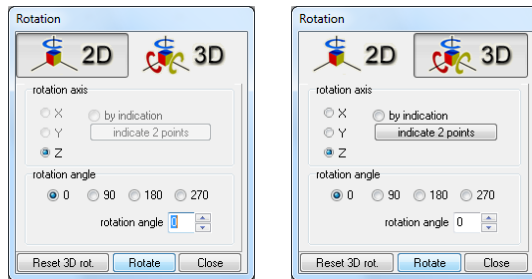 Rotation
2D 3D
rotation axis
X by indication
Y indicate 2 points
Z
rotation angle
0 90 180 270
rotation angle 0
Reset 3D rot. Rotate Close
Rotation
2D 3D
rotation axis
X by indication
Y indicate 2 points
Z
rotation angle
0 90 180 270
rotation angle 0
Reset 3D rot. Rotate Close